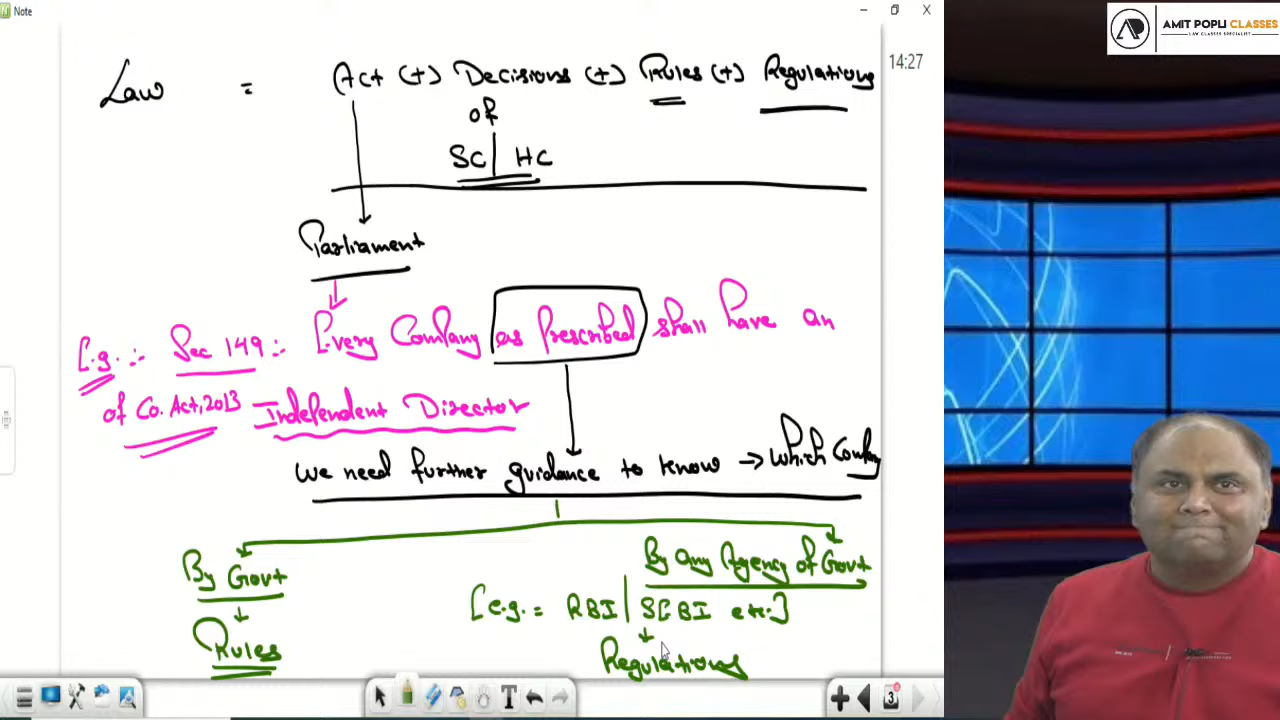 Note
AMIT POPLI CLASSES
LAW CLASSES SPECIALIST
14:27
Law = Act (+) Decisions (+) Rules (+) Regulations
of
SC | HC
Parliament
E.g. :- Sec 149 :- Every Company as prescribed shall have an
of Co. Act, 2013 Independent Director
we need further guidance to know → which Company
By Govt
By Any Agency of Govt
[e.g. = RBI | SEBI etc.]
Rules
Regulations
3